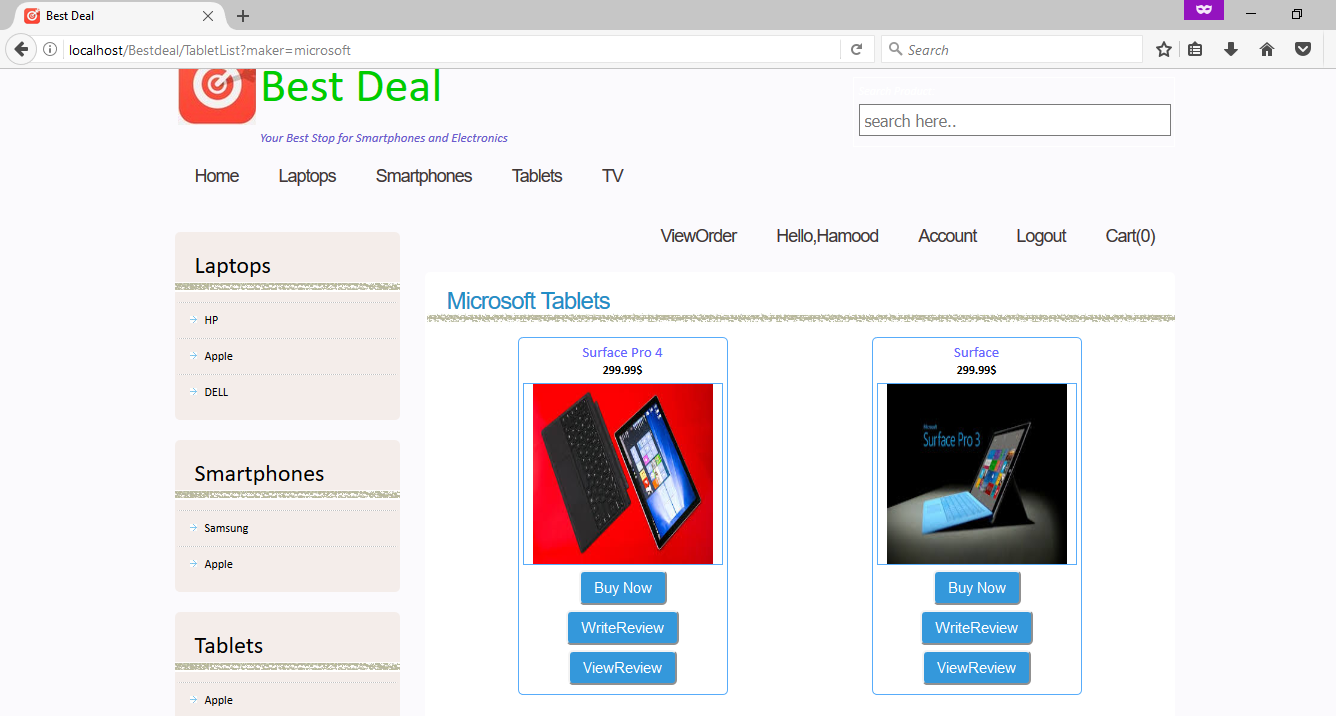 Best Deal
localhost/Bestdeal/TabletList?maker=microsoft
Search
Best Deal
Your Best Stop for Smartphones and Electronics
search here..
Home Laptops Smartphones Tablets TV
ViewOrder Hello,Hamood Account Logout Cart(0)
Laptops
HP
Apple
DELL
Smartphones
Samsung
Apple
Tablets
Apple
Microsoft Tablets
Surface Pro 4
299.99$
Buy Now
WriteReview
ViewReview
Surface
299.99$
Microsoft
Surface Pro 3
Buy Now
WriteReview
ViewReview